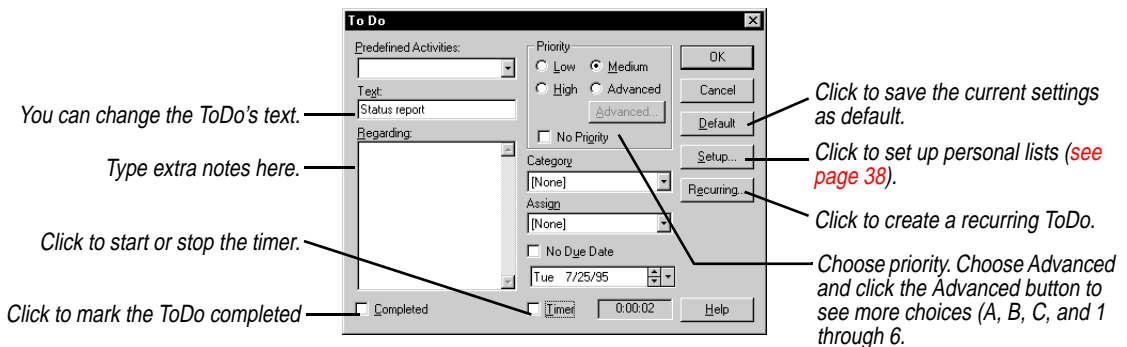 To Do
Predefined Activities:
Text:
Status report
Regarding:
Completed
Priority
Low
Medium
High
Advanced
Advanced...
No Priority
Category
[None]
Assign
[None]
No Due Date
Tue 7/25/95
Timer
0:00:02
OK
Cancel
Default
Setup...
Recurring...
Help
You can change the ToDo's text.
Type extra notes here.
Click to start or stop the timer.
Click to mark the ToDo completed
Click to save the current settings
as default.
Click to set up personal lists (see
page 38).
Click to create a recurring ToDo.
Choose priority. Choose Advanced
and click the Advanced button to
see more choices (A, B, C, and 1
through 6.